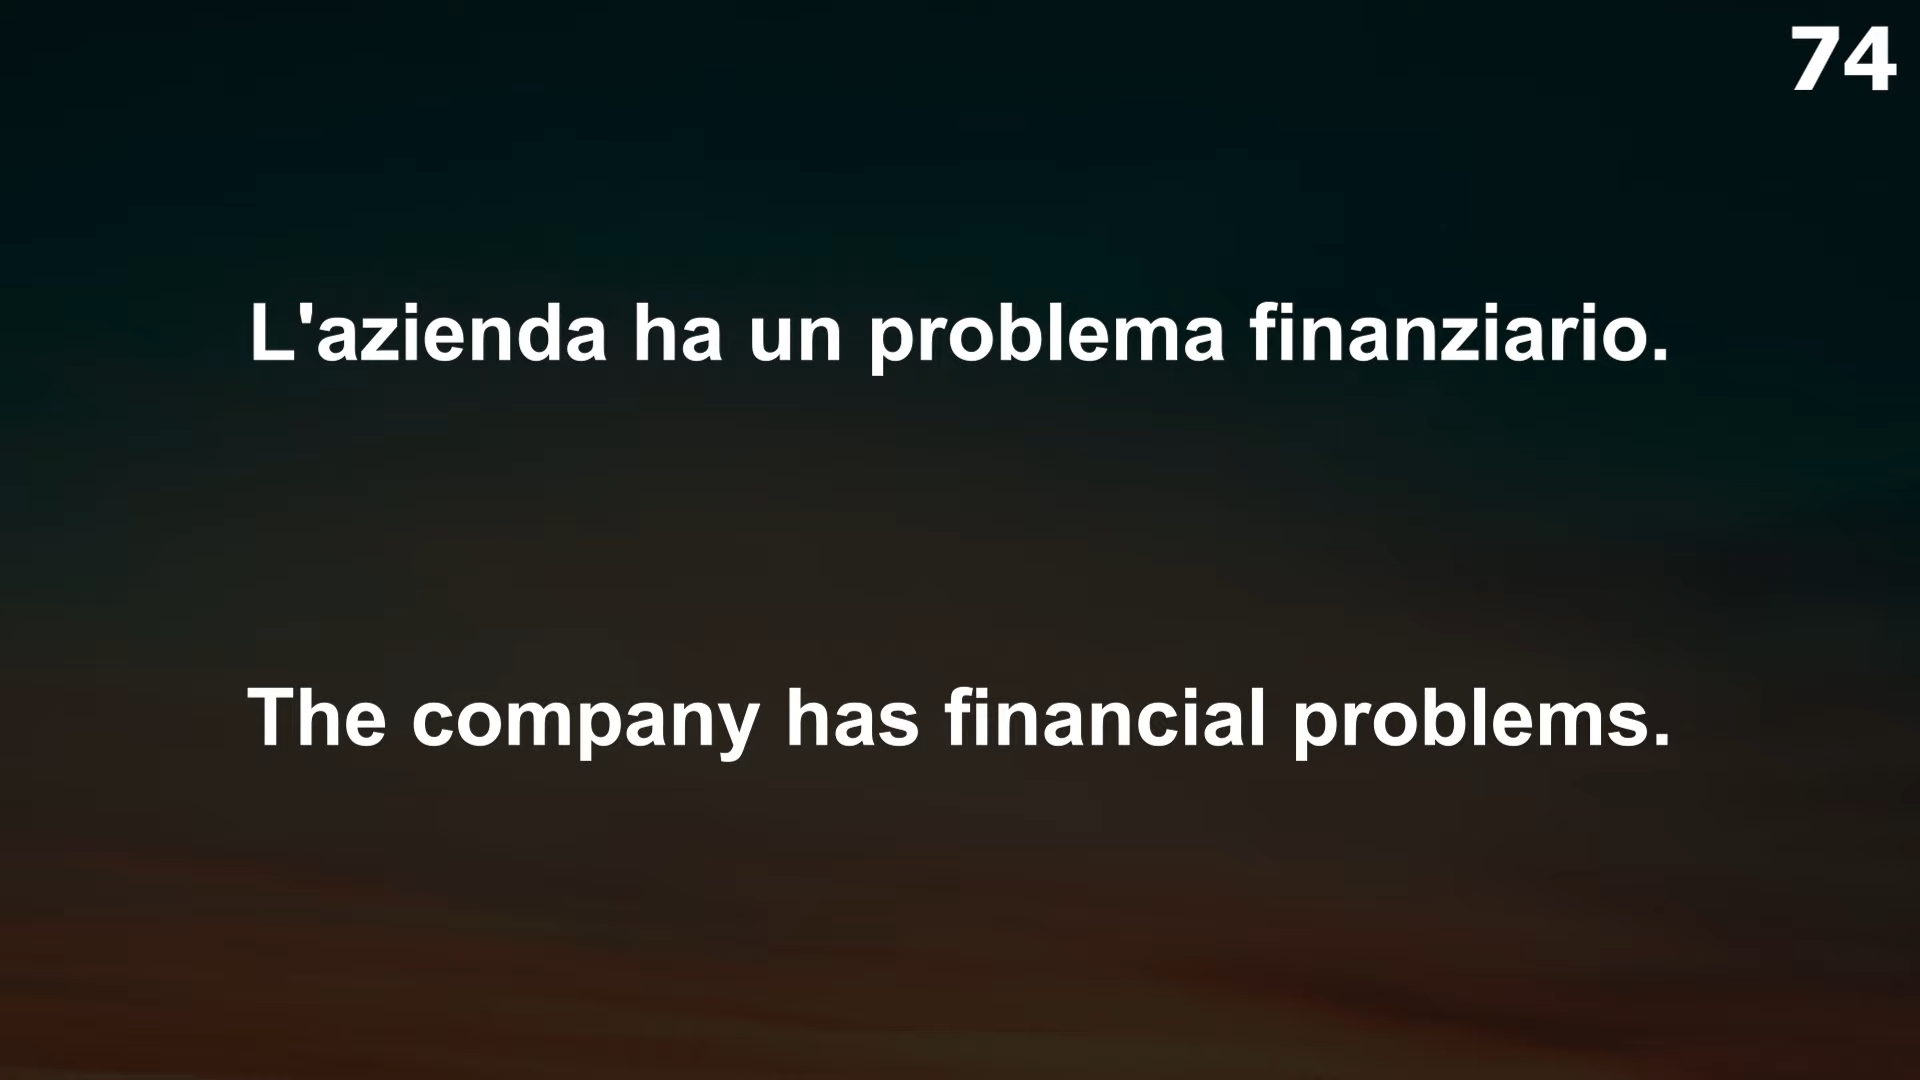 74
L'azienda ha un problema finanziario.
The company has financial problems.